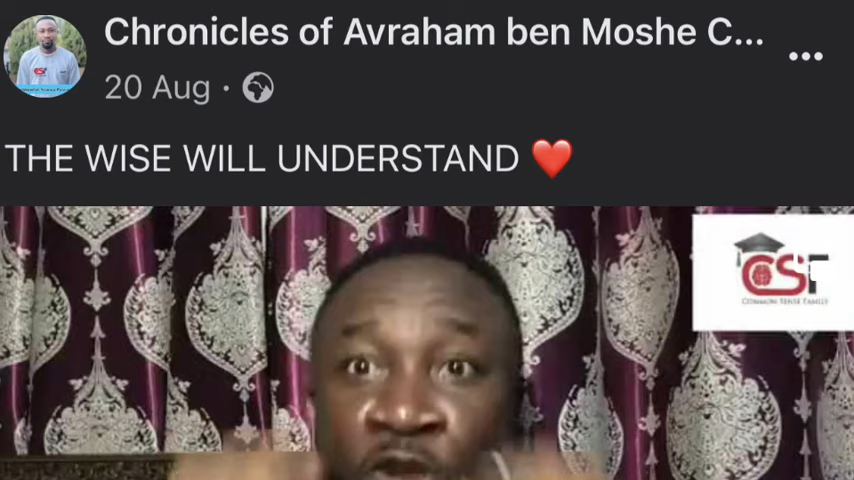 Chronicles of Avraham ben Moshe C...
20 Aug ·
THE WISE WILL UNDERSTAND ❤️
CSF
COMMON SENSE FAMILY